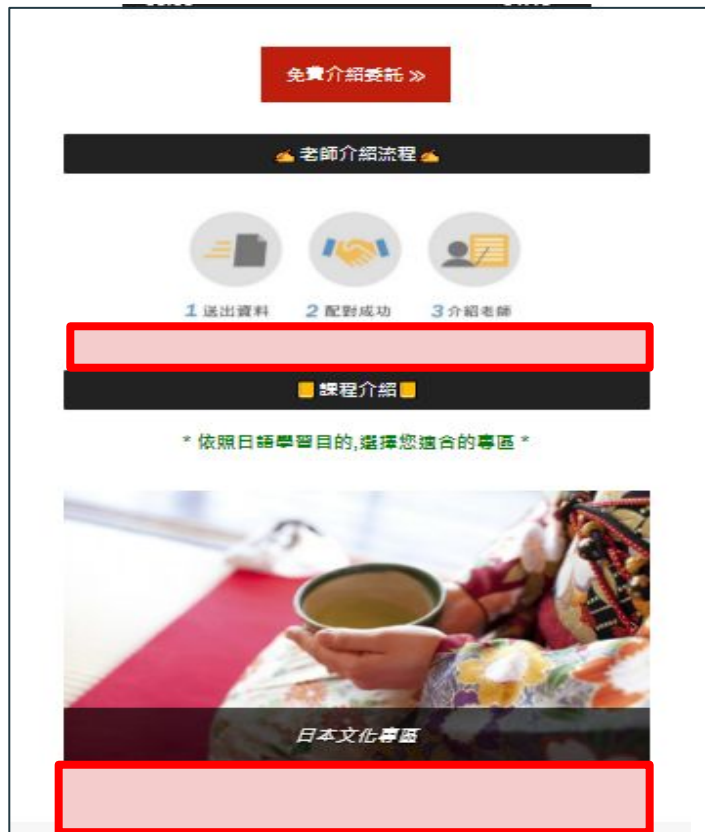 免費介紹委託 »
✍ 老師介紹流程 ✍
1 送出資料 2 配對成功 3 介紹老師
📒 課程介紹 📒
* 依照日語學習目的,選擇您適合的專區 *
日本文化專區